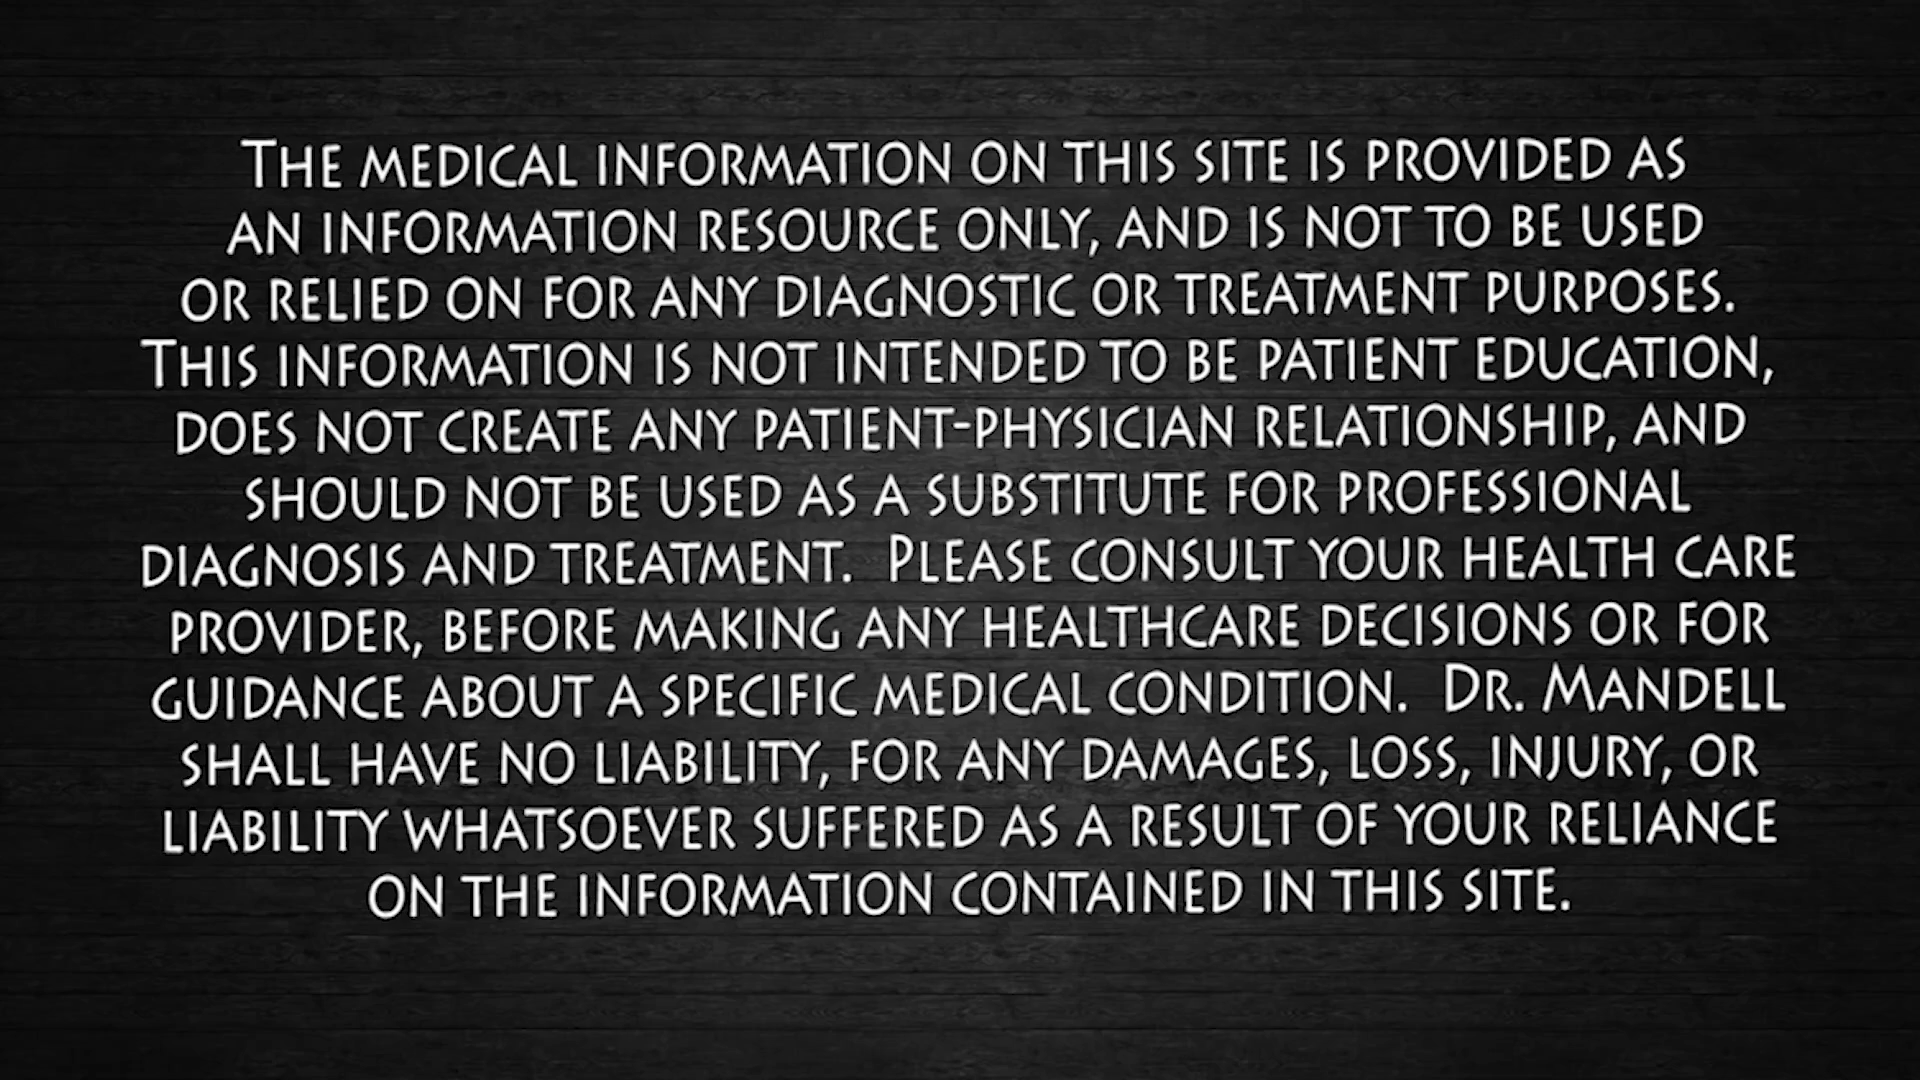 The medical information on this site is provided as
an information resource only, and is not to be used
or relied on for any diagnostic or treatment purposes.
This information is not intended to be patient education,
does not create any patient-physician relationship, and
should not be used as a substitute for professional
diagnosis and treatment.  Please consult your health care
provider, before making any healthcare decisions or for
guidance about a specific medical condition.  Dr. Mandell
shall have no liability, for any damages, loss, injury, or
liability whatsoever suffered as a result of your reliance
on the information contained in this site.